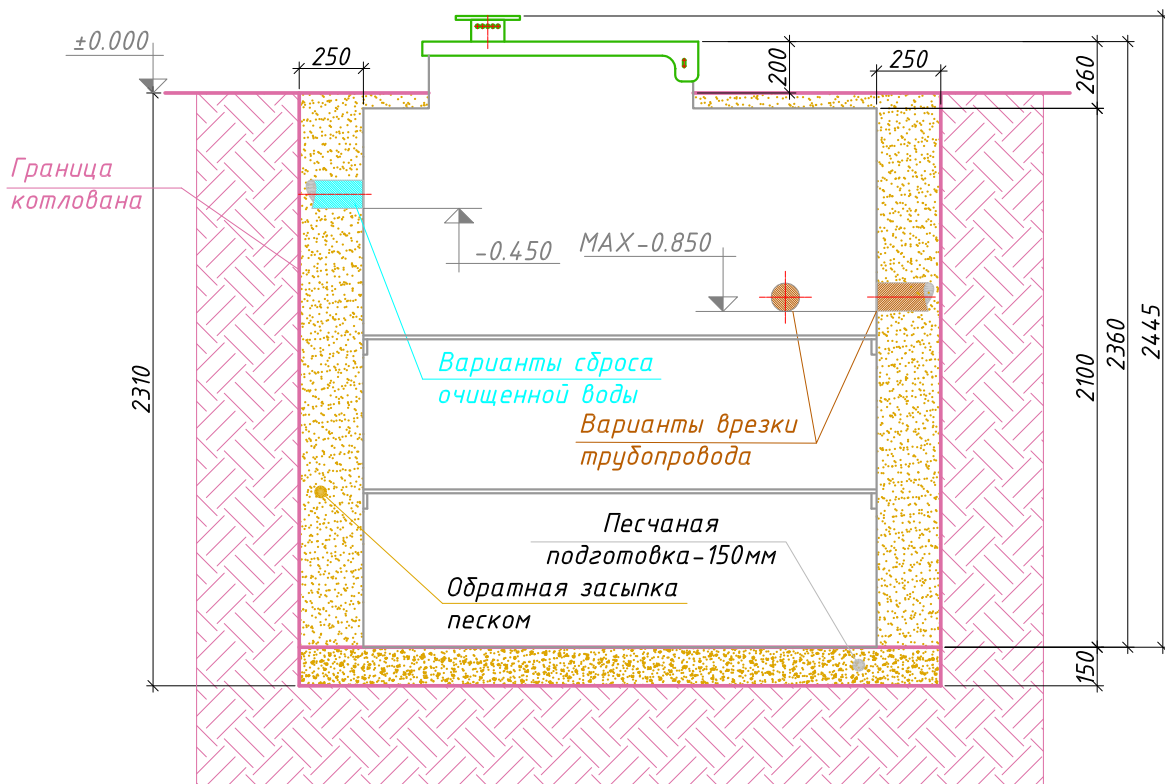 ±0.000
250
200
250
260
2445
Граница
котлована
-0.450
MAX-0.850
2310
2100
2360
Варианты сброса
очищенной воды
Варианты врезки
трубопровода
Песчаная
подготовка-150мм
Обратная засыпка
песком
150